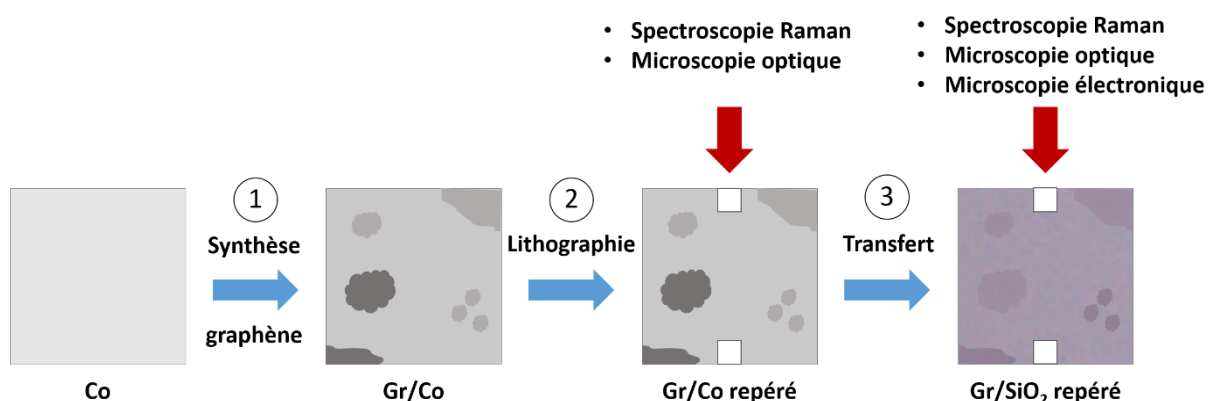 • Spectroscopie Raman
• Microscopie optique
• Spectroscopie Raman
• Microscopie optique
• Microscopie électronique
1
Synthèse
graphène
2
Lithographie
3
Transfert
Co
Gr/Co
Gr/Co repéré
Gr/SiO₂ repéré